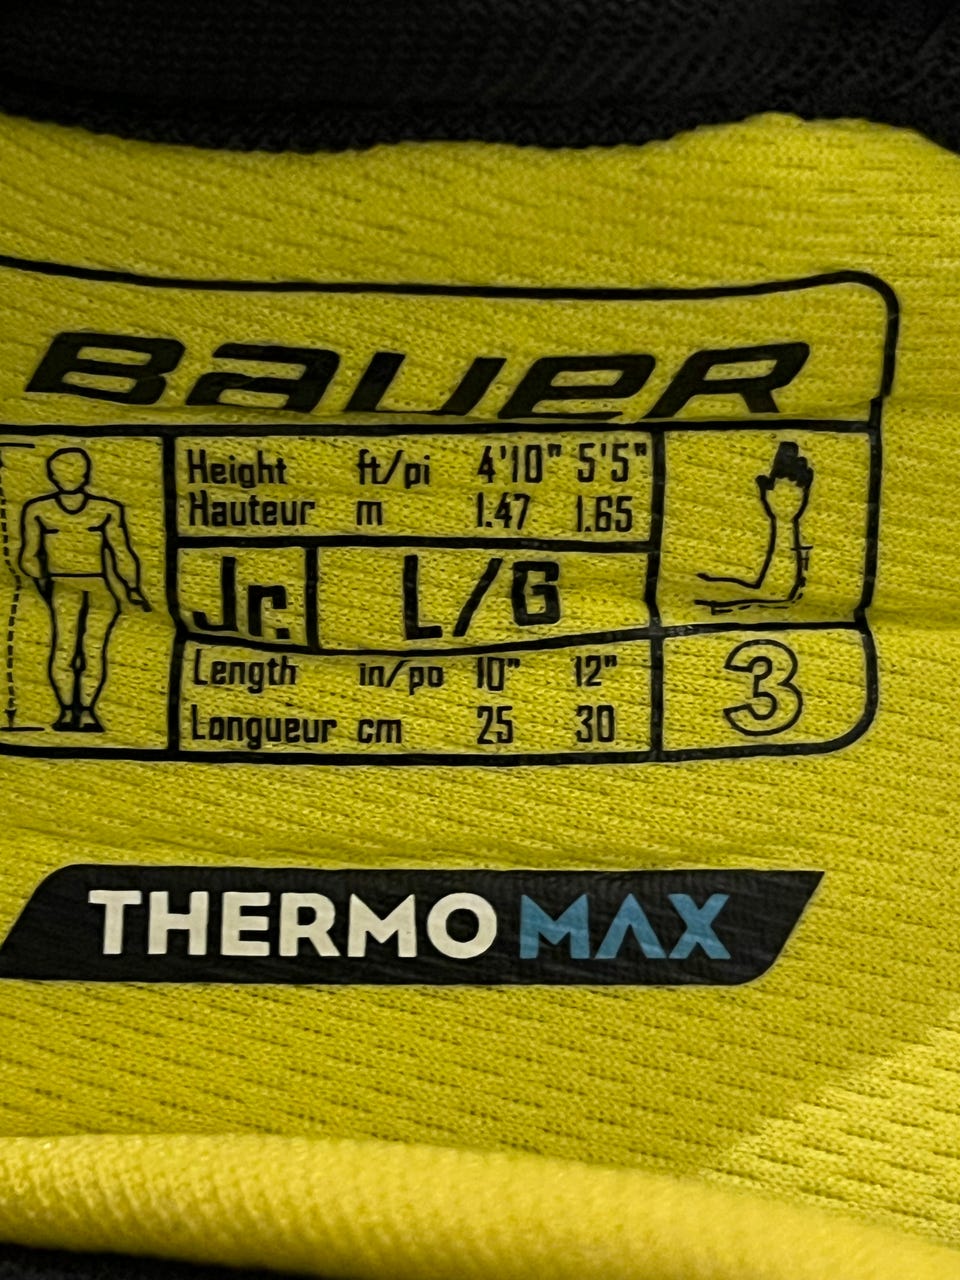 BAUER
Height ft/pi 4'10" 5'5"
Hauteur m 1.47 1.65
Jr. L/G
Length in/po 10" 12"
Longueur cm 25 30
3
THERMO MAX